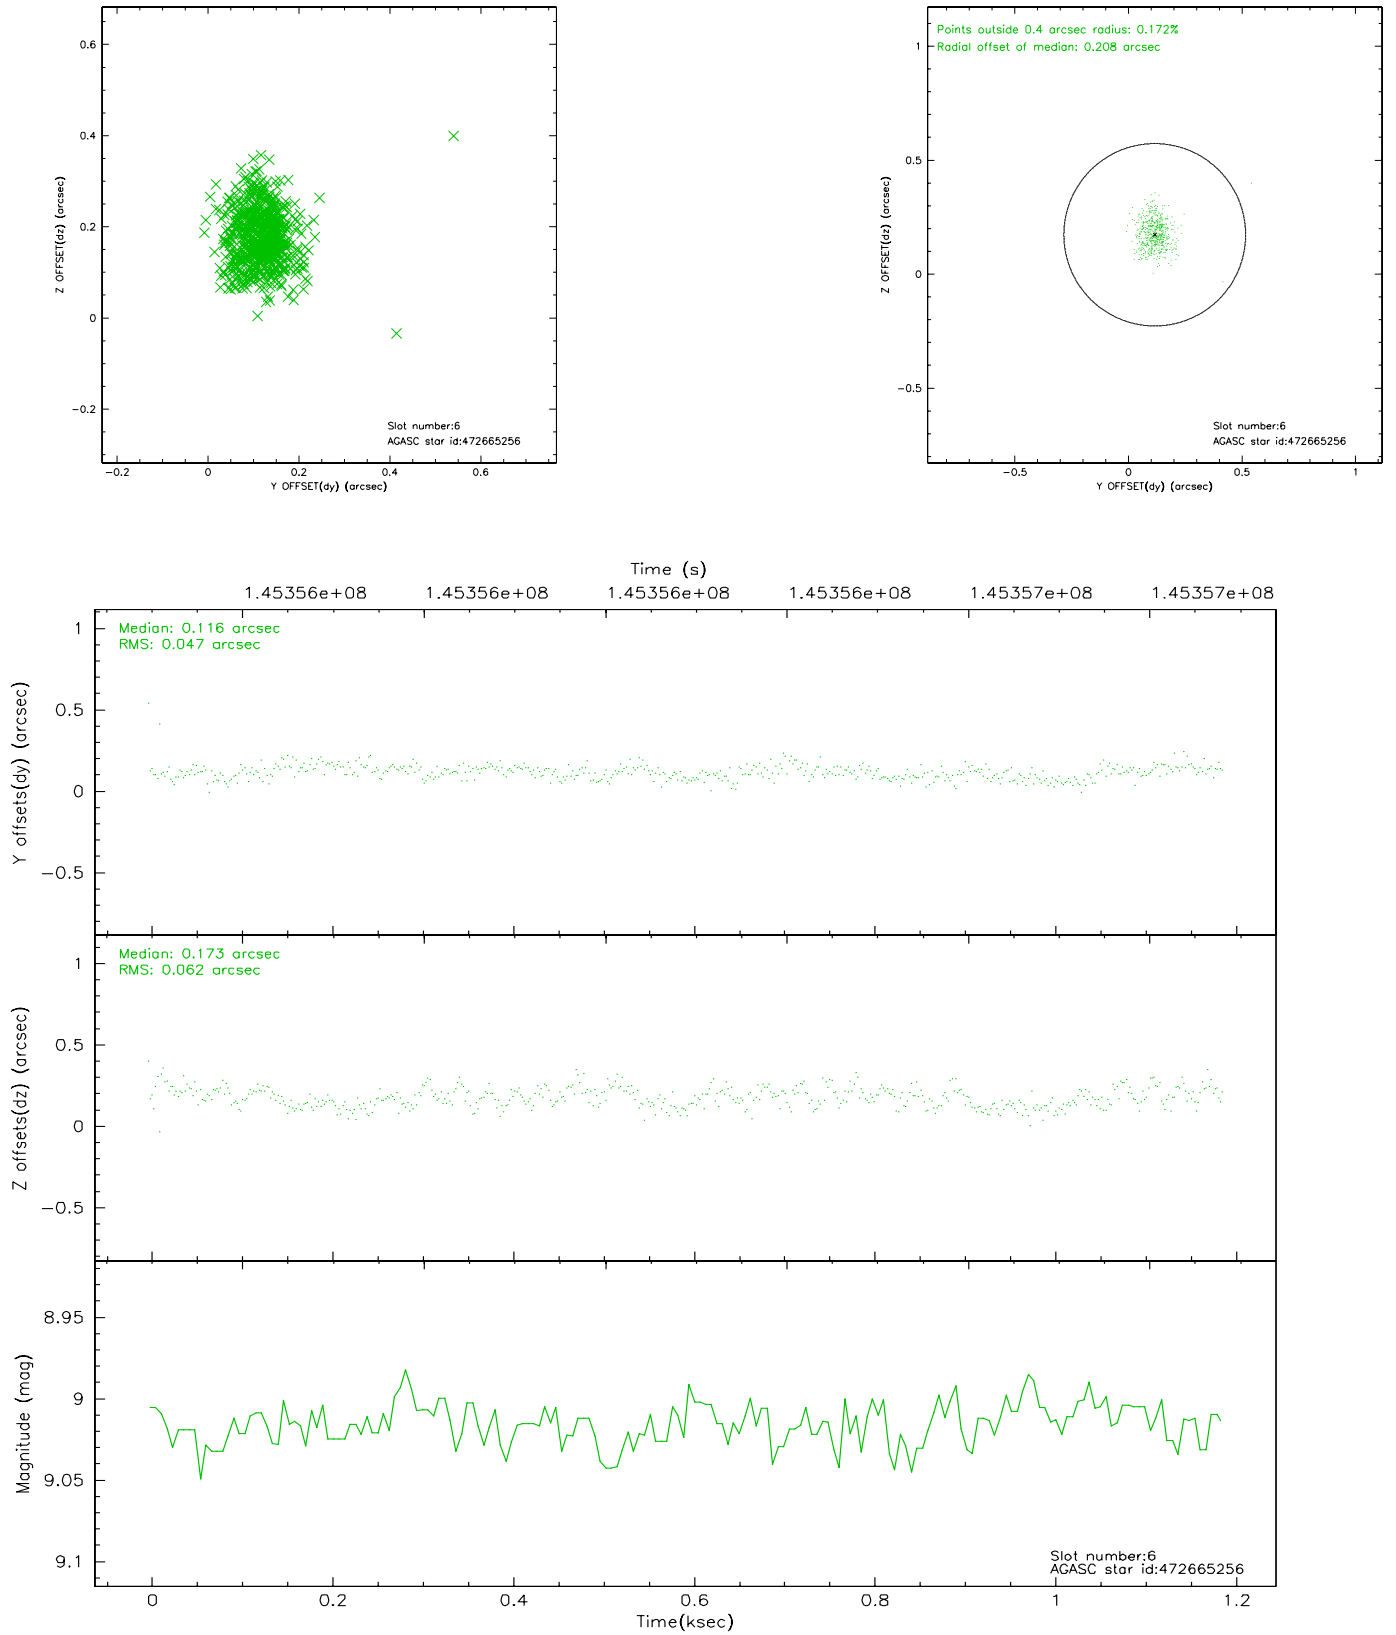 0.6
0.4
0.2
0
−0.2
Z OFFSET(dz) (arcsec)
Slot number:6
AGASC star id:472665256
−0.2 0 0.2 0.4 0.6
Y OFFSET(dy) (arcsec)
Points outside 0.4 arcsec radius: 0.172%
Radial offset of median: 0.208 arcsec
1
0.5
0
−0.5
Z OFFSET(dz) (arcsec)
Slot number:6
AGASC star id:472665256
−0.5 0 0.5 1
Y OFFSET(dy) (arcsec)
Time (s)
1.45356e+08 1.45356e+08 1.45356e+08 1.45356e+08 1.45357e+08 1.45357e+08
Median: 0.116 arcsec
RMS: 0.047 arcsec
1
0.5
0
−0.5
Y offsets(dy) (arcsec)
Median: 0.173 arcsec
RMS: 0.062 arcsec
1
0.5
0
−0.5
Z offsets(dz) (arcsec)
8.95
9
9.05
9.1
Magnitude (mag)
Slot number:6
AGASC star id:472665256
0 0.2 0.4 0.6 0.8 1 1.2
Time(ksec)